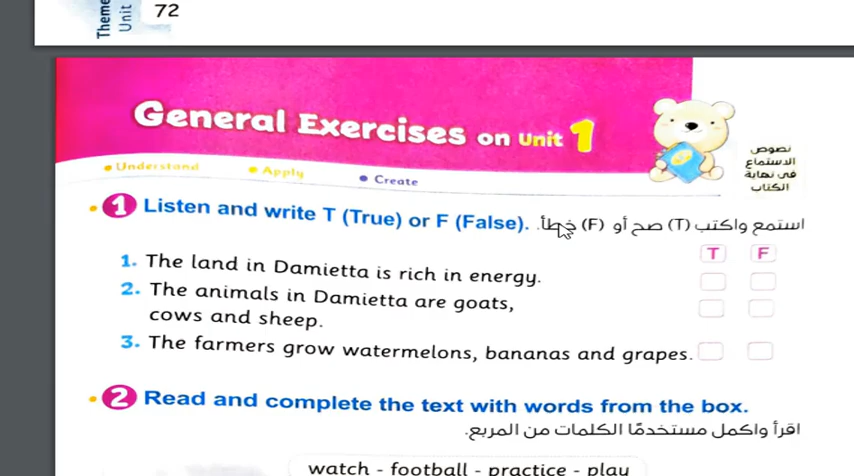 Theme
Unit
72
General Exercises on Unit 1
• Understand • Apply • Create
نصوص
الاستماع
في نهاية
الكتاب
1 Listen and write T (True) or F (False).
استمع واكتب (T) صح أو (F) خطأ.
T F
1. The land in Damietta is rich in energy.
2. The animals in Damietta are goats,
cows and sheep.
3. The farmers grow watermelons, bananas and grapes.
2 Read and complete the text with words from the box.
اقرأ واكمل مستخدمًا الكلمات من المربع.
watch - football - practice - play